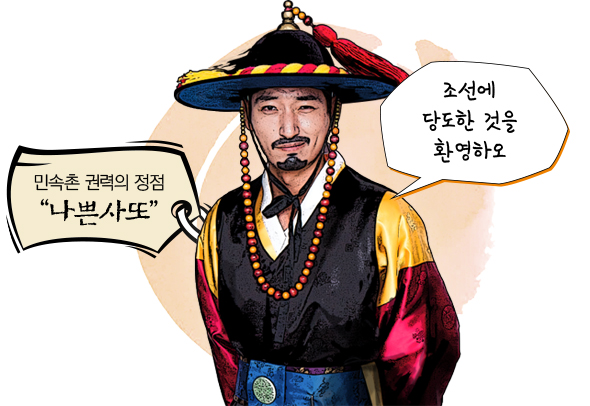 민속촌 권력의 정점
“나쁜사또”
조선에
당도한 것을
환영하오